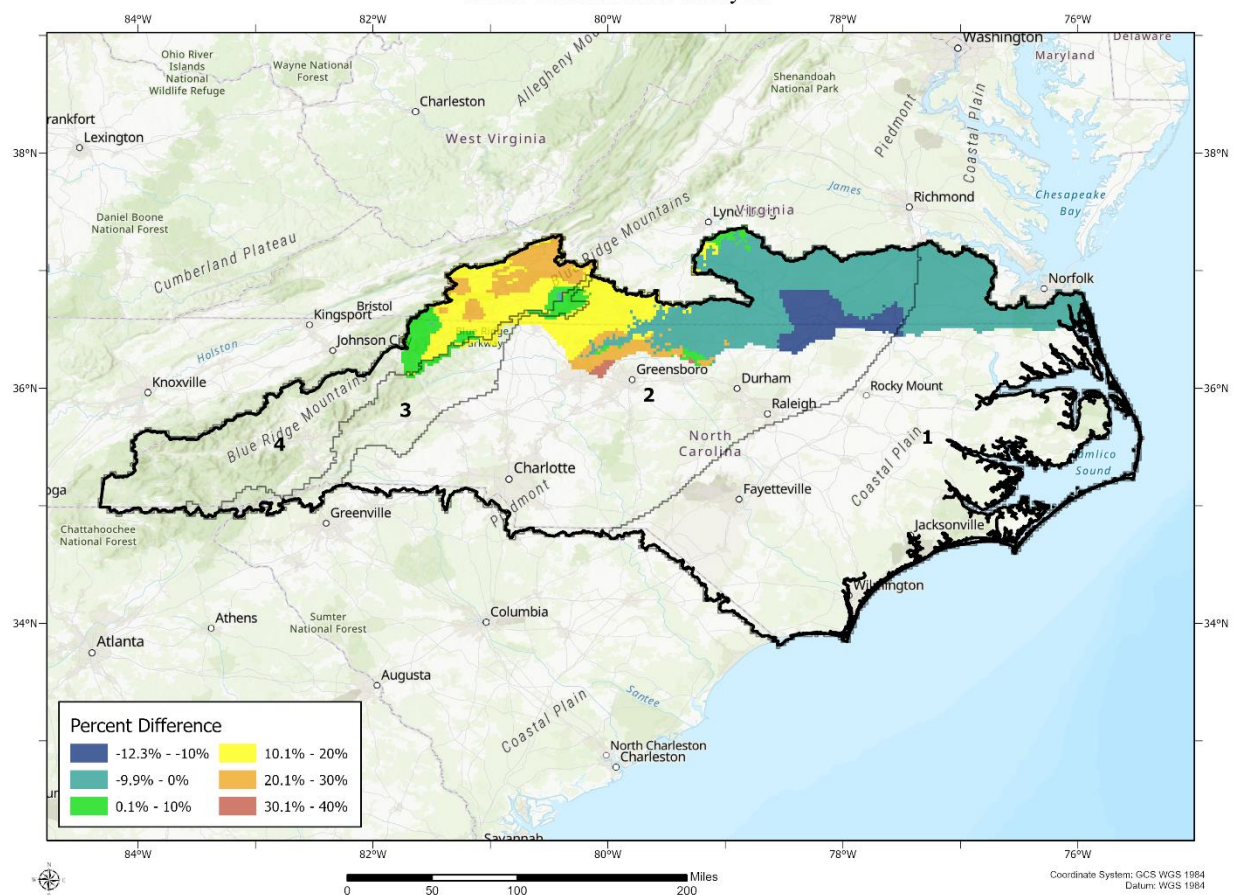 84°W 82°W 80°W 78°W 76°W
Washington
Delaware
Maryland
Ohio River
Islands
National
Wildlife Refuge
Wayne National
Forest
Allegheny Mou
Shenandoah
National Park
Charleston
rankfort
Lexington
West Virginia
Piedmont
Coastal Plain
38°N 38°N
James
Richmond
Chesapeake
Bay
Daniel Boone
National Forest
Cumberland Plateau
Blue Ridge Mountains
Virginia
Norfolk
Bristol
Kingsport
Johnson C
Holston
Parkway
Knoxville
36°N 36°N
Greensboro
Durham
Rocky Mount
Raleigh
Blue Ridge Mountains
4
3
2
1
North
Carolina
Coastal Plain
Sound
Charlotte
Piedmont
Fayetteville
oga
Greenville
Jacksonville
Chattahoochee
National Forest
34°N 34°N
Athens
Sumter
National Forest
Columbia
Atlanta
Augusta
Santee
Coastal Plain
North Charleston
Charleston
Percent Difference
-12.3% - -10%
-9.9% - 0%
0.1% - 10%
10.1% - 20%
20.1% - 30%
30.1% - 40%
84°W 82°W 80°W 78°W 76°W
0 50 100 200 Miles
Coordinate System: GCS WGS 1984
Datum: WGS 1984